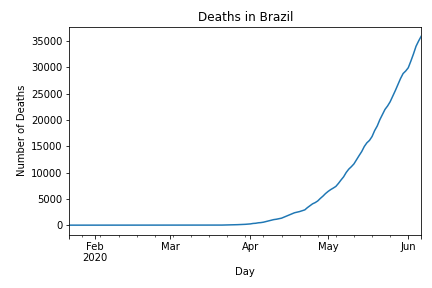 Deaths in Brazil
Number of Deaths
35000
30000
25000
20000
15000
10000
5000
0
Feb
2020
Mar
Apr
May
Jun
Day